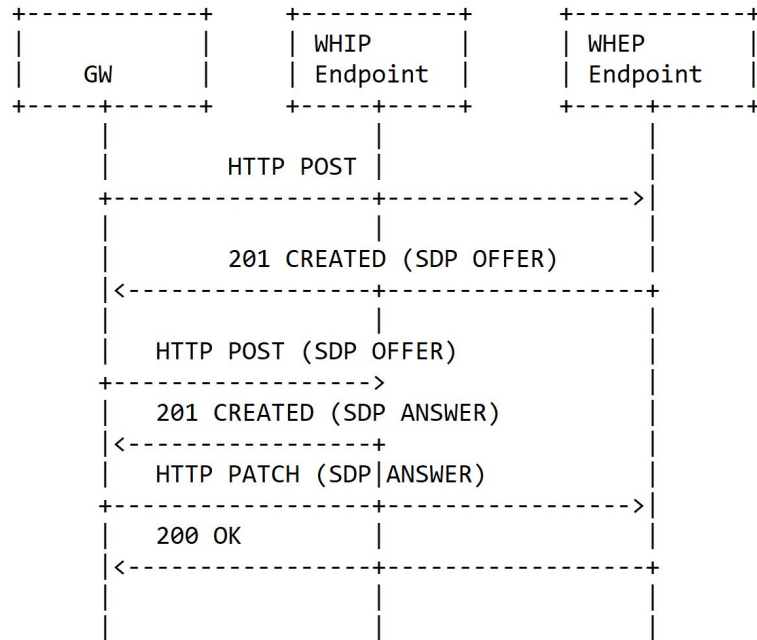 WHIP WHEP
GW Endpoint Endpoint
HTTP POST
201 CREATED (SDP OFFER)
HTTP POST (SDP OFFER)
201 CREATED (SDP ANSWER)
HTTP PATCH (SDP ANSWER)
200 OK